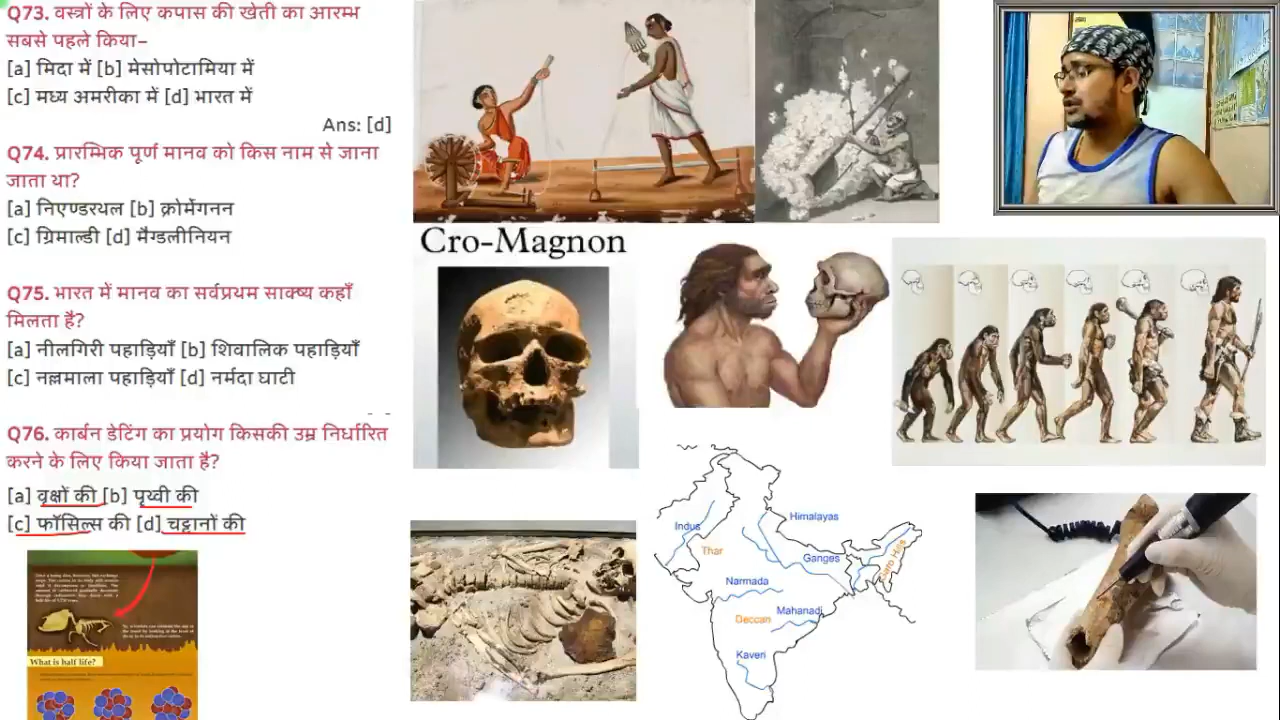 Q73. वस्त्रों के लिए कपास की खेती का आरम्भ
सबसे पहले किया–
[a] मिदा में [b] मेसोपोटामिया में
[c] मध्य अमरीका में [d] भारत में
Ans: [d]
Q74. प्रारम्भिक पूर्ण मानव को किस नाम से जाना
जाता था?
[a] निएण्डरथल [b] क्रोमेंगनन
[c] ग्रिमाल्डी [d] मैग्डलीनियन
Q75. भारत में मानव का सर्वप्रथम साक्ष्य कहाँ
मिलता है?
[a] नीलगिरी पहाड़ियाँ [b] शिवालिक पहाड़ियाँ
[c] नल्लमाला पहाड़ियाँ [d] नर्मदा घाटी
Q76. कार्बन डेटिंग का प्रयोग किसकी उम्र निर्धारित
करने के लिए किया जाता है?
[a] वृक्षों की [b] पृथ्वी की
[c] फॉसिल्स की [d] चट्टानों की
What is half life?
Cro-Magnon
Indus
Himalayas
Thar
Ganges
Garo Hills
Narmada
Mahanadi
Deccan
Kaveri